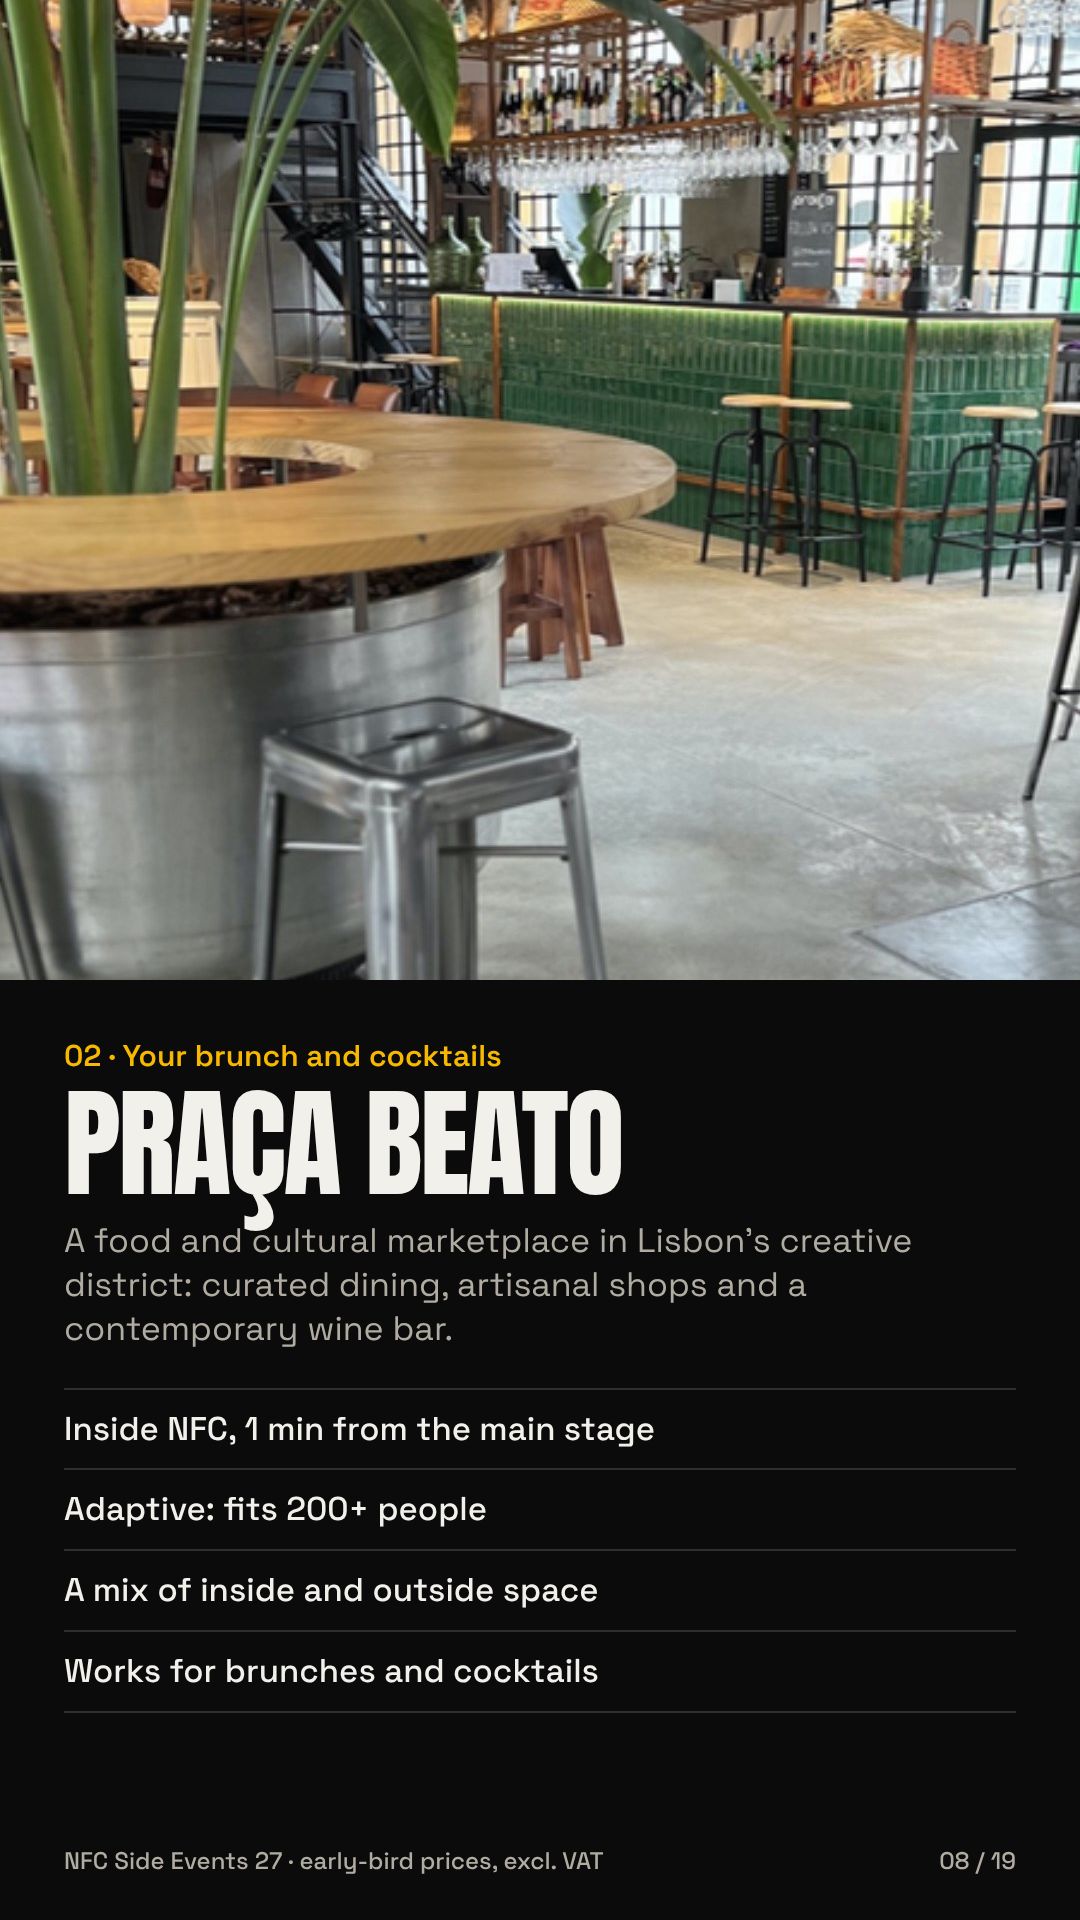 praça
FOLLOW US!
02 · Your brunch and cocktails
PRAÇA BEATO
A food and cultural marketplace in Lisbon’s creative
district: curated dining, artisanal shops and a
contemporary wine bar.
Inside NFC, 1 min from the main stage
Adaptive: fits 200+ people
A mix of inside and outside space
Works for brunches and cocktails
NFC Side Events 27 · early-bird prices, excl. VAT
08 / 19